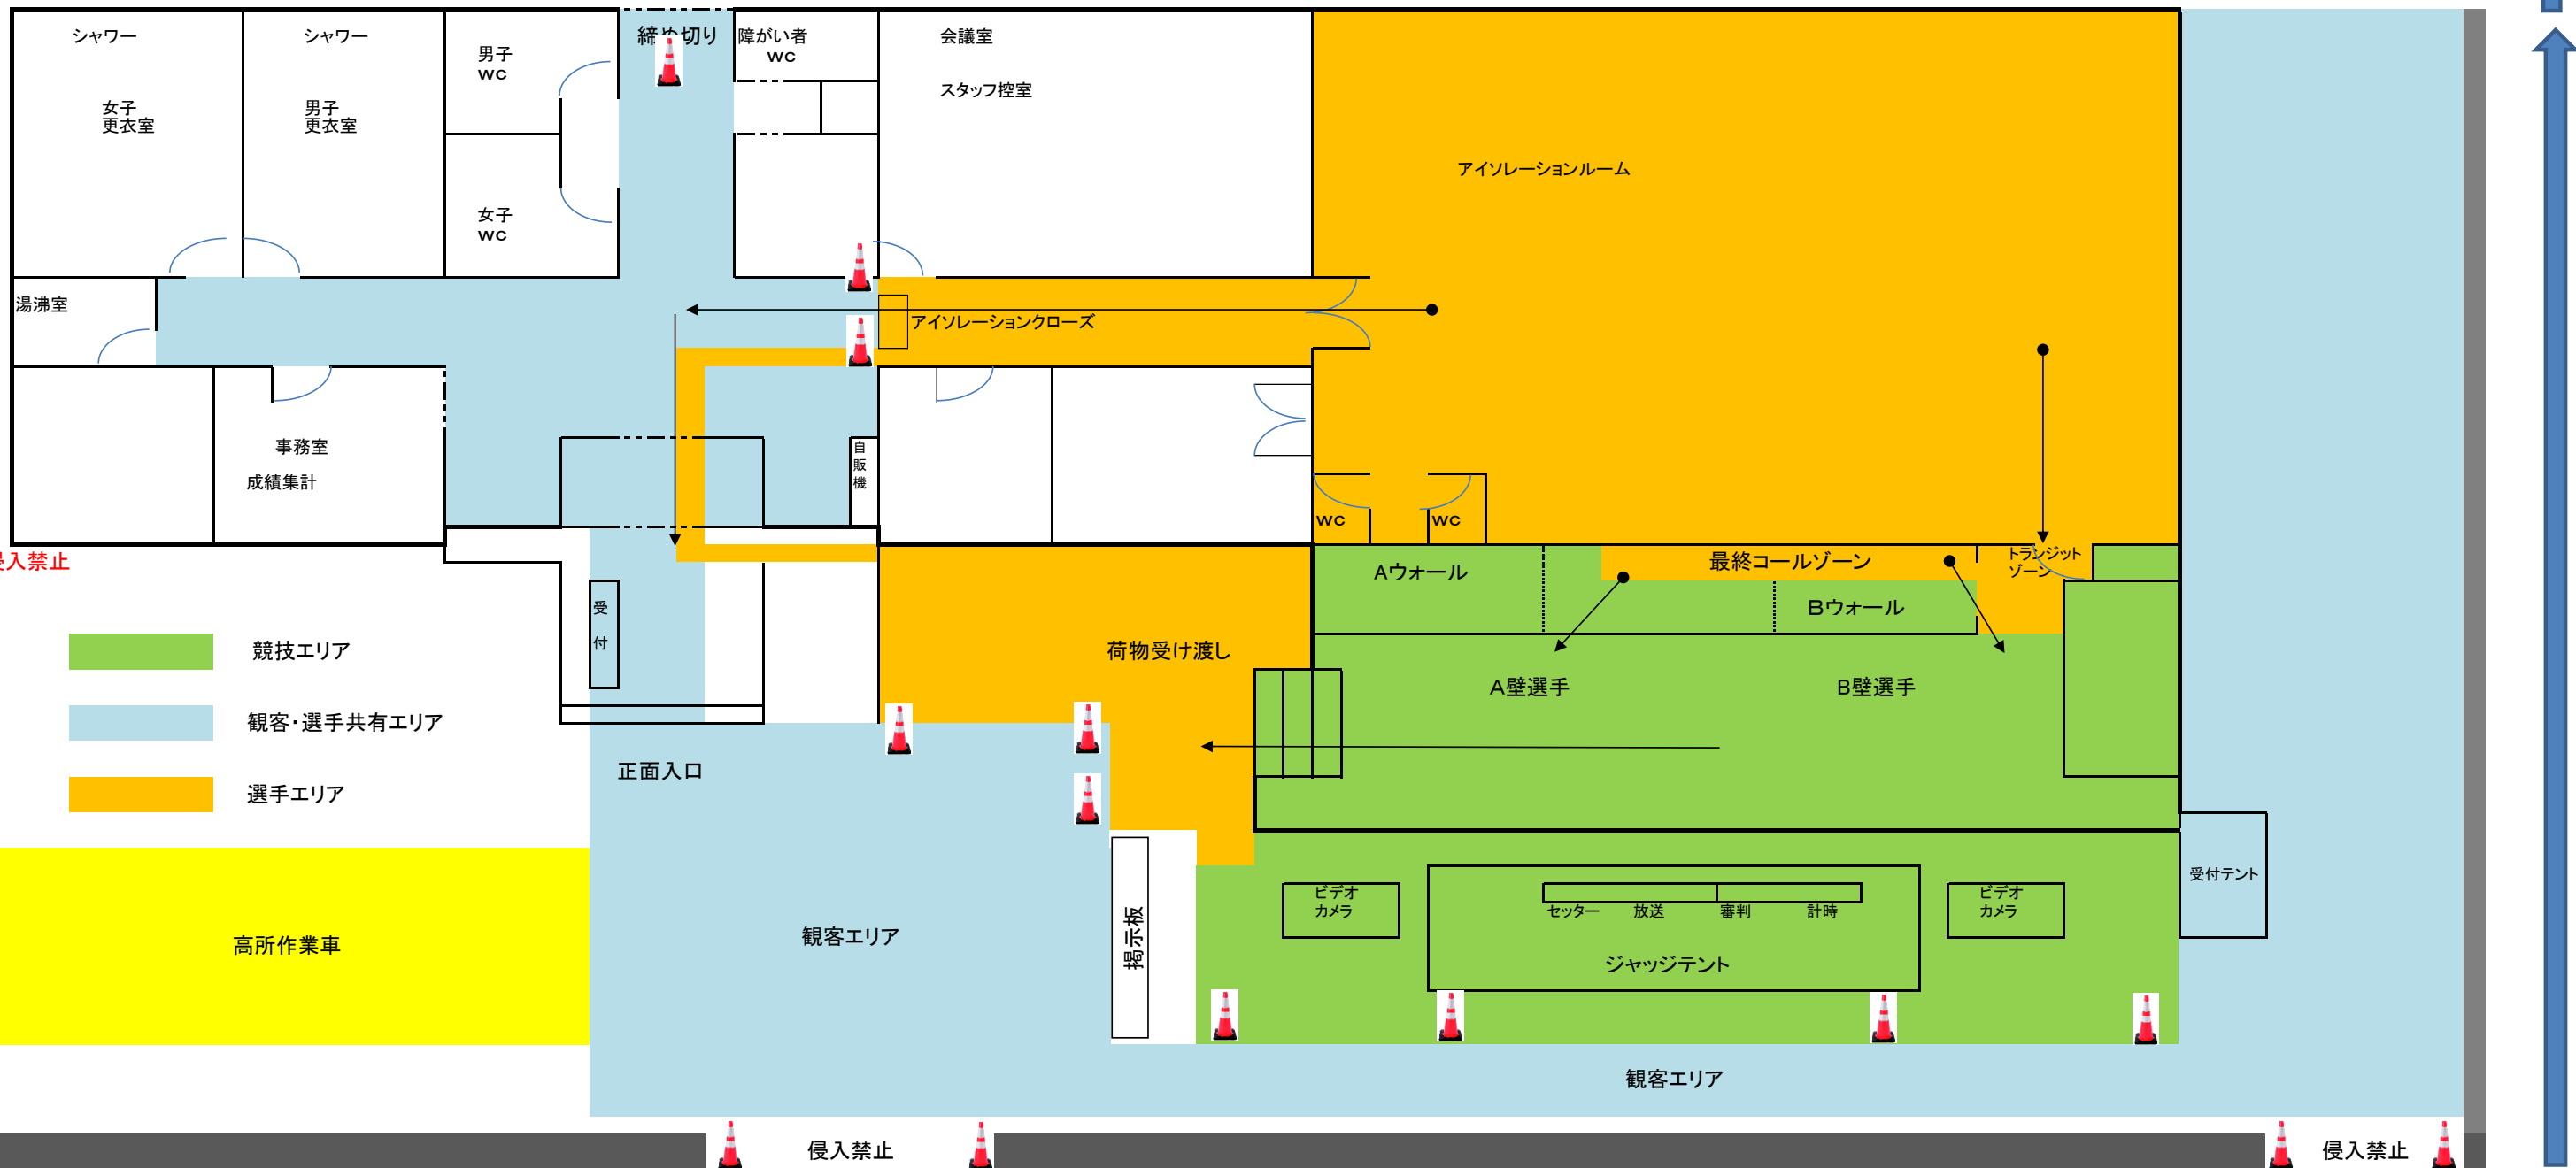 シャワー
女子
更衣室
シャワー
男子
更衣室
男子
WC
女子
WC
締め切り
障がい者
WC
会議室
スタッフ控室
アイソレーションルーム
湯沸室
アイソレーションクローズ
事務室
成績集計
自
販
機
WC
WC
侵入禁止
受
付
Aウォール
最終コールゾーン
トランジット
ゾーン
Bウォール
荷物受け渡し
A壁選手
B壁選手
競技エリア
観客・選手共有エリア
選手エリア
正面入口
高所作業車
観客エリア
掲示板
ビデオ
カメラ
セッター
放送
審判
計時
ジャッジテント
ビデオ
カメラ
受付テント
観客エリア
侵入禁止
侵入禁止